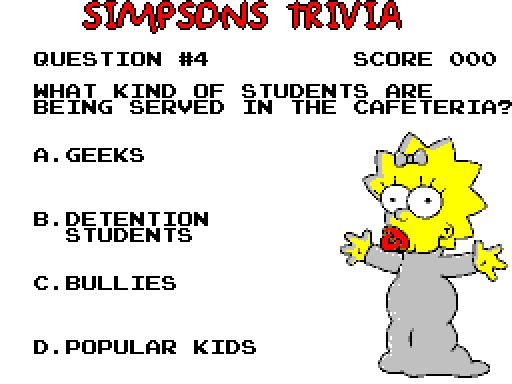 SIMPSONS TRIVIA
QUESTION #4 SCORE 000
WHAT KIND OF STUDENTS ARE
BEING SERVED IN THE CAFETERIA?
A.GEEKS
B.DETENTION
STUDENTS
C.BULLIES
D.POPULAR KIDS